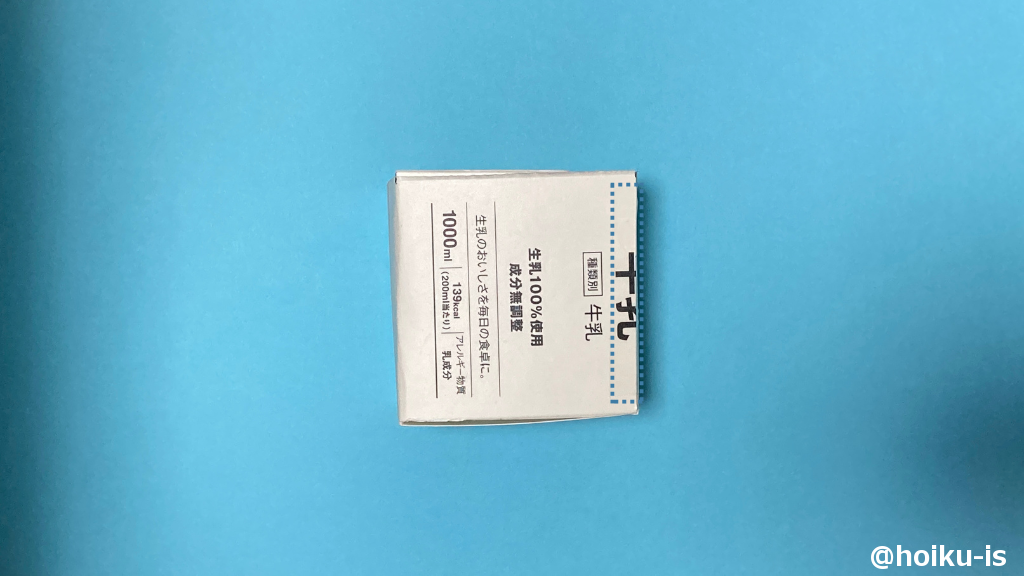 牛乳
種類別 牛乳
生乳100%使用
成分無調整
生乳のおいしさを毎日の食卓に。
1000ml
139kcal
(200ml当たり)
アレルギー物質
乳成分
@hoiku-is